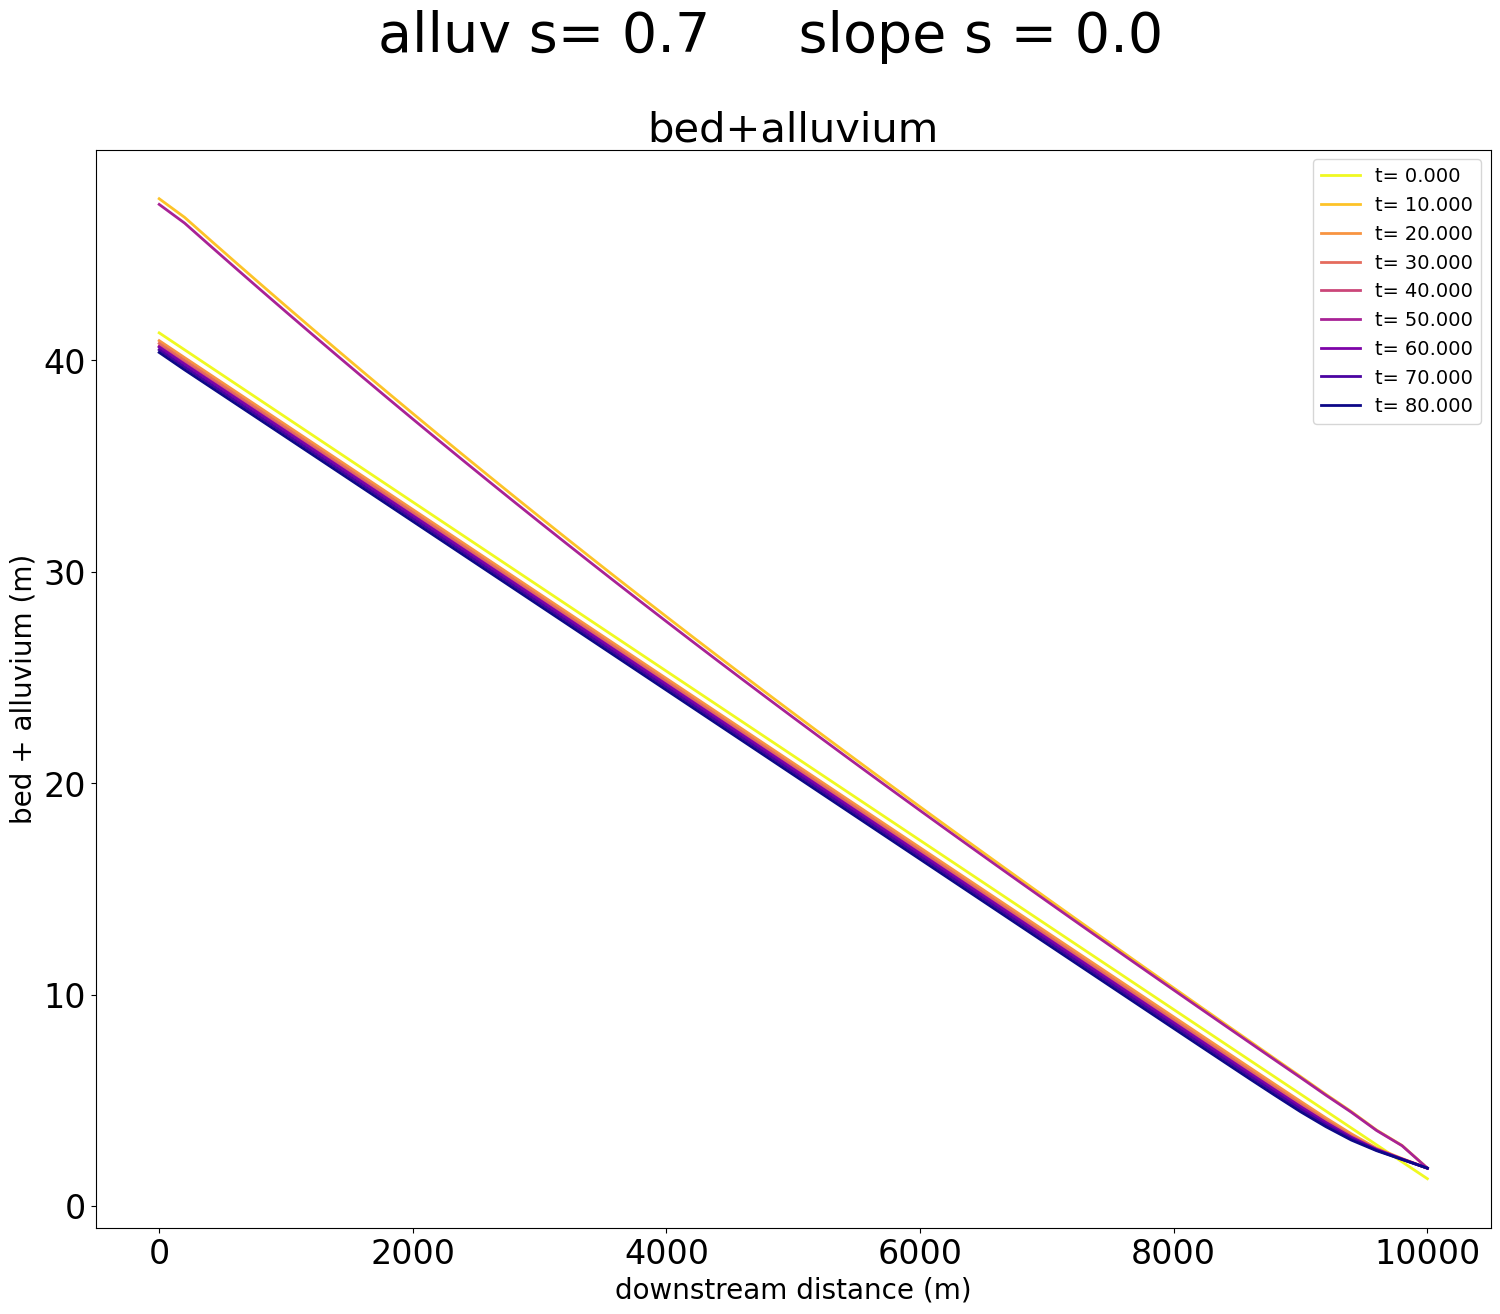 alluv s= 0.7 slope s = 0.0
bed+alluvium
t= 0.000
t= 10.000
t= 20.000
t= 30.000
t= 40.000
t= 50.000
t= 60.000
t= 70.000
t= 80.000
bed + alluvium (m)
40
30
20
10
0
0 2000 4000 6000 8000 10000
downstream distance (m)